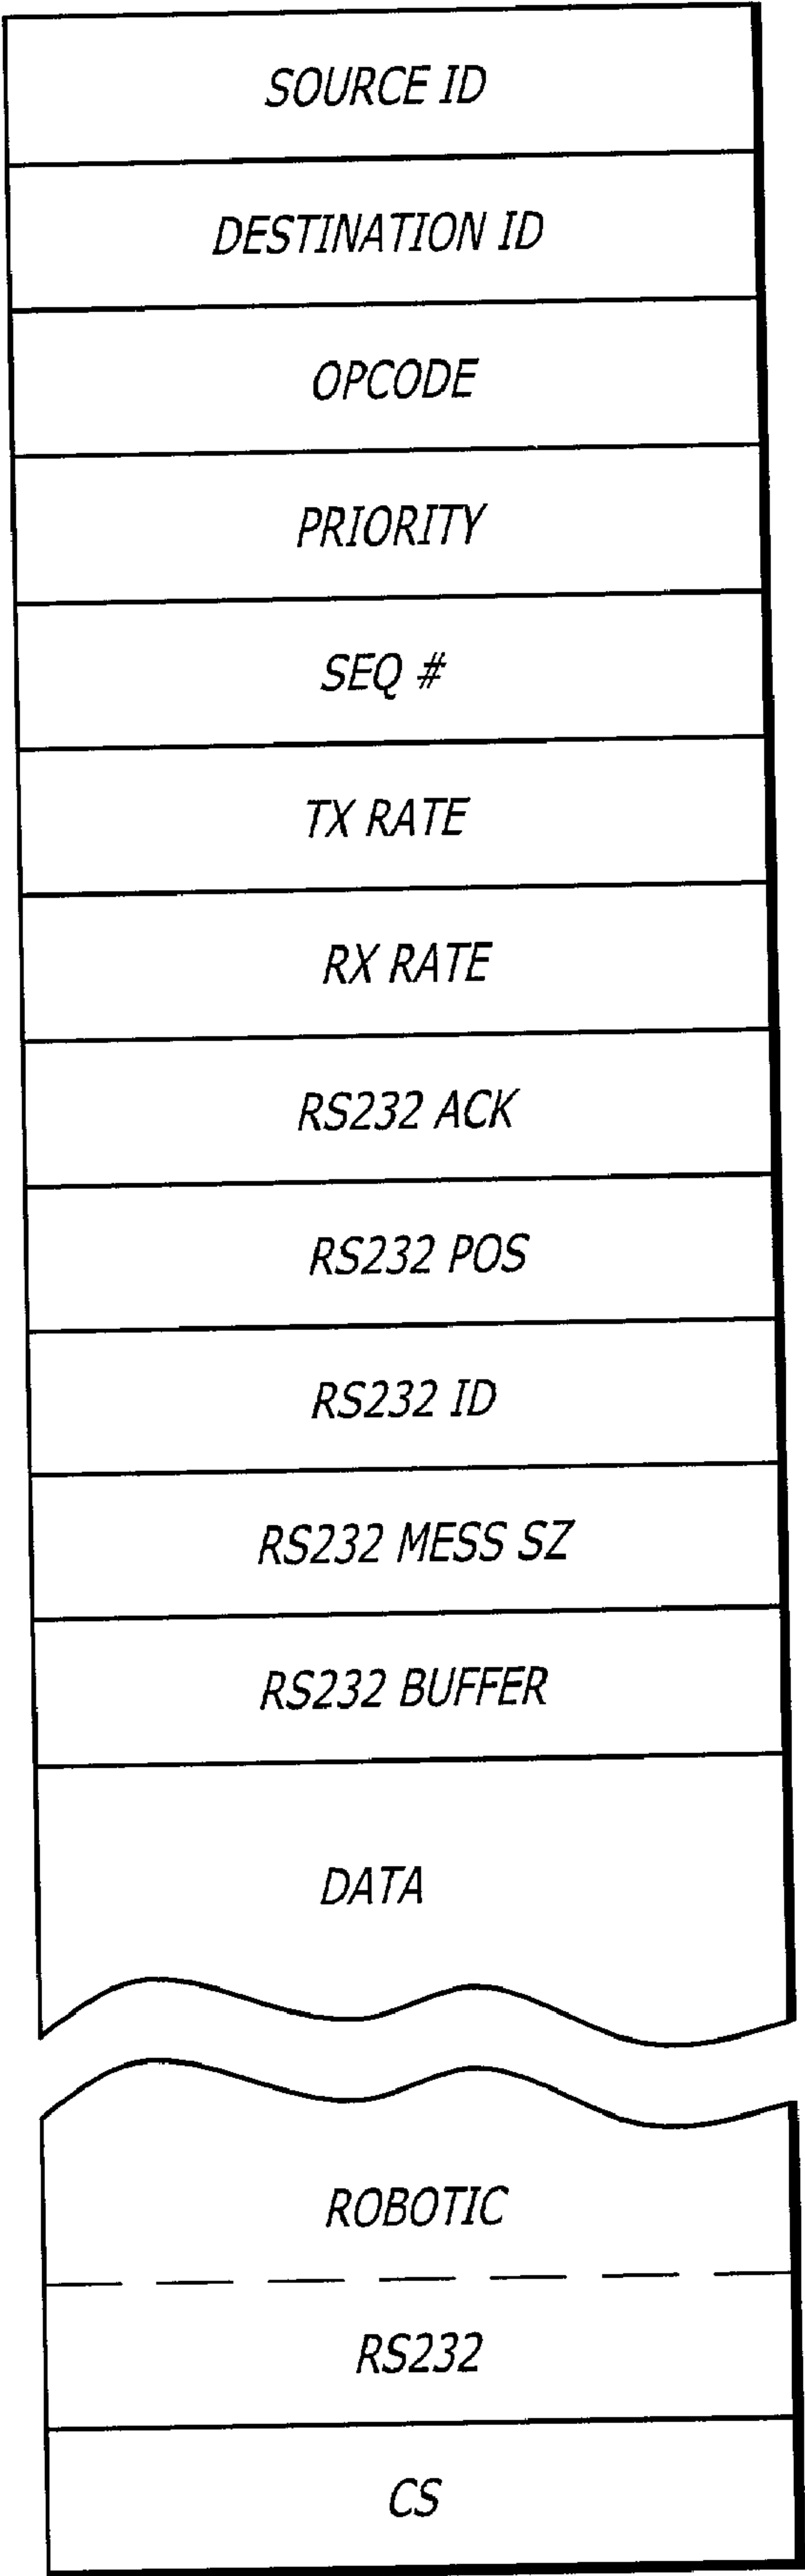 SOURCE ID
DESTINATION ID
OPCODE
PRIORITY
SEQ #
TX RATE
RX RATE
RS232 ACK
RS232 POS
RS232 ID
RS232 MESS SZ
RS232 BUFFER
DATA
ROBOTIC
RS232
CS